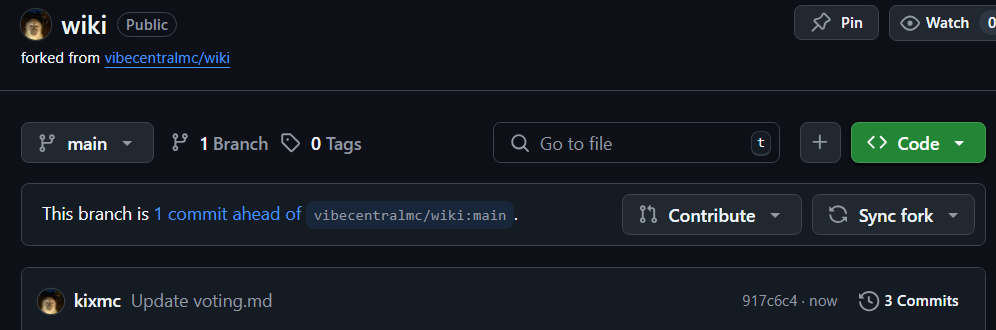 wiki Public Pin Watch 0
forked from vibecentralmc/wiki
main 1 Branch 0 Tags Go to file t Code
This branch is 1 commit ahead of vibecentralmc/wiki:main. Contribute Sync fork
kixmc Update voting.md 917c6c4 · now 3 Commits